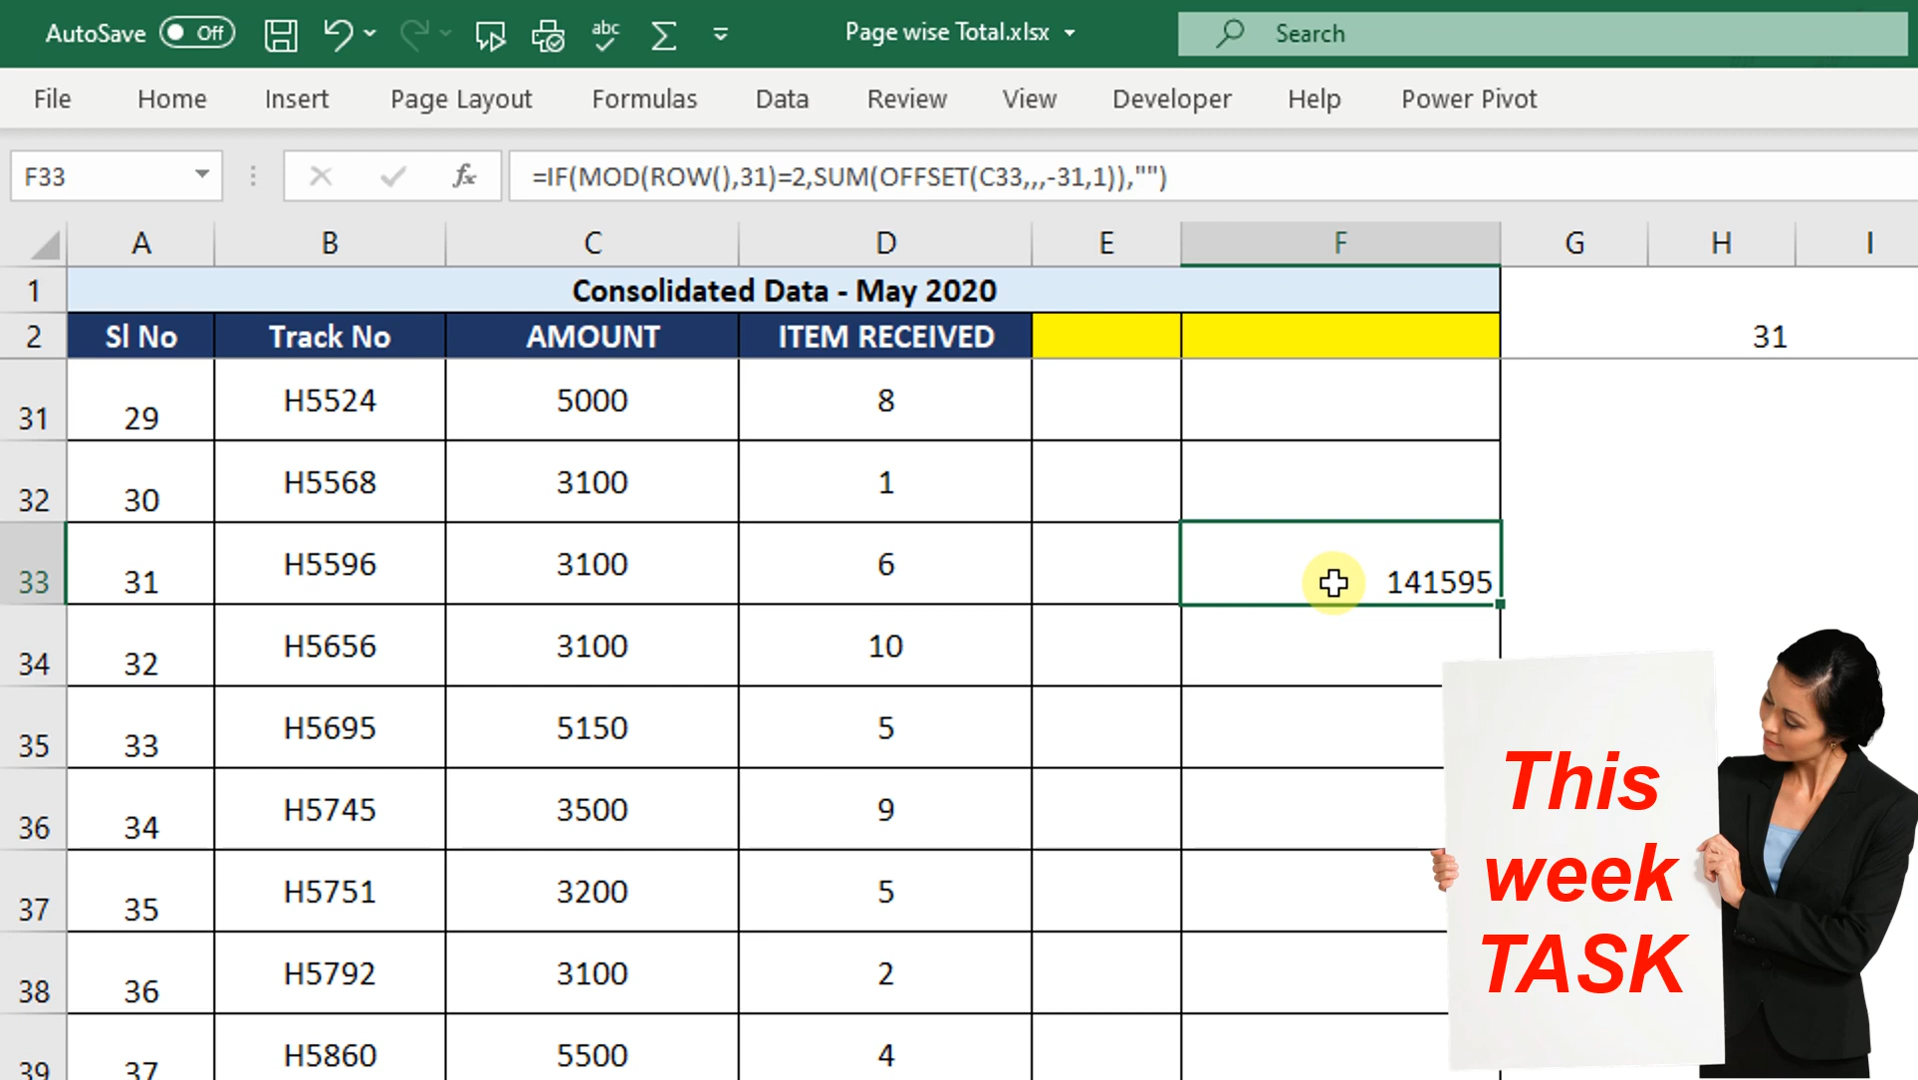 AutoSave Off abc Page wise Total.xlsx Search
File Home Insert Page Layout Formulas Data Review View Developer Help Power Pivot
F33 fx =IF(MOD(ROW(),31)=2,SUM(OFFSET(C33,,,-31,1)),"")
A B C D E F G H I
1 Consolidated Data - May 2020
2 Sl No Track No AMOUNT ITEM RECEIVED 31
31 29 H5524 5000 8
32 30 H5568 3100 1
33 31 H5596 3100 6 141595
34 32 H5656 3100 10
35 33 H5695 5150 5
36 34 H5745 3500 9
37 35 H5751 3200 5
38 36 H5792 3100 2
39 37 H5860 5500 4
This
week
TASK